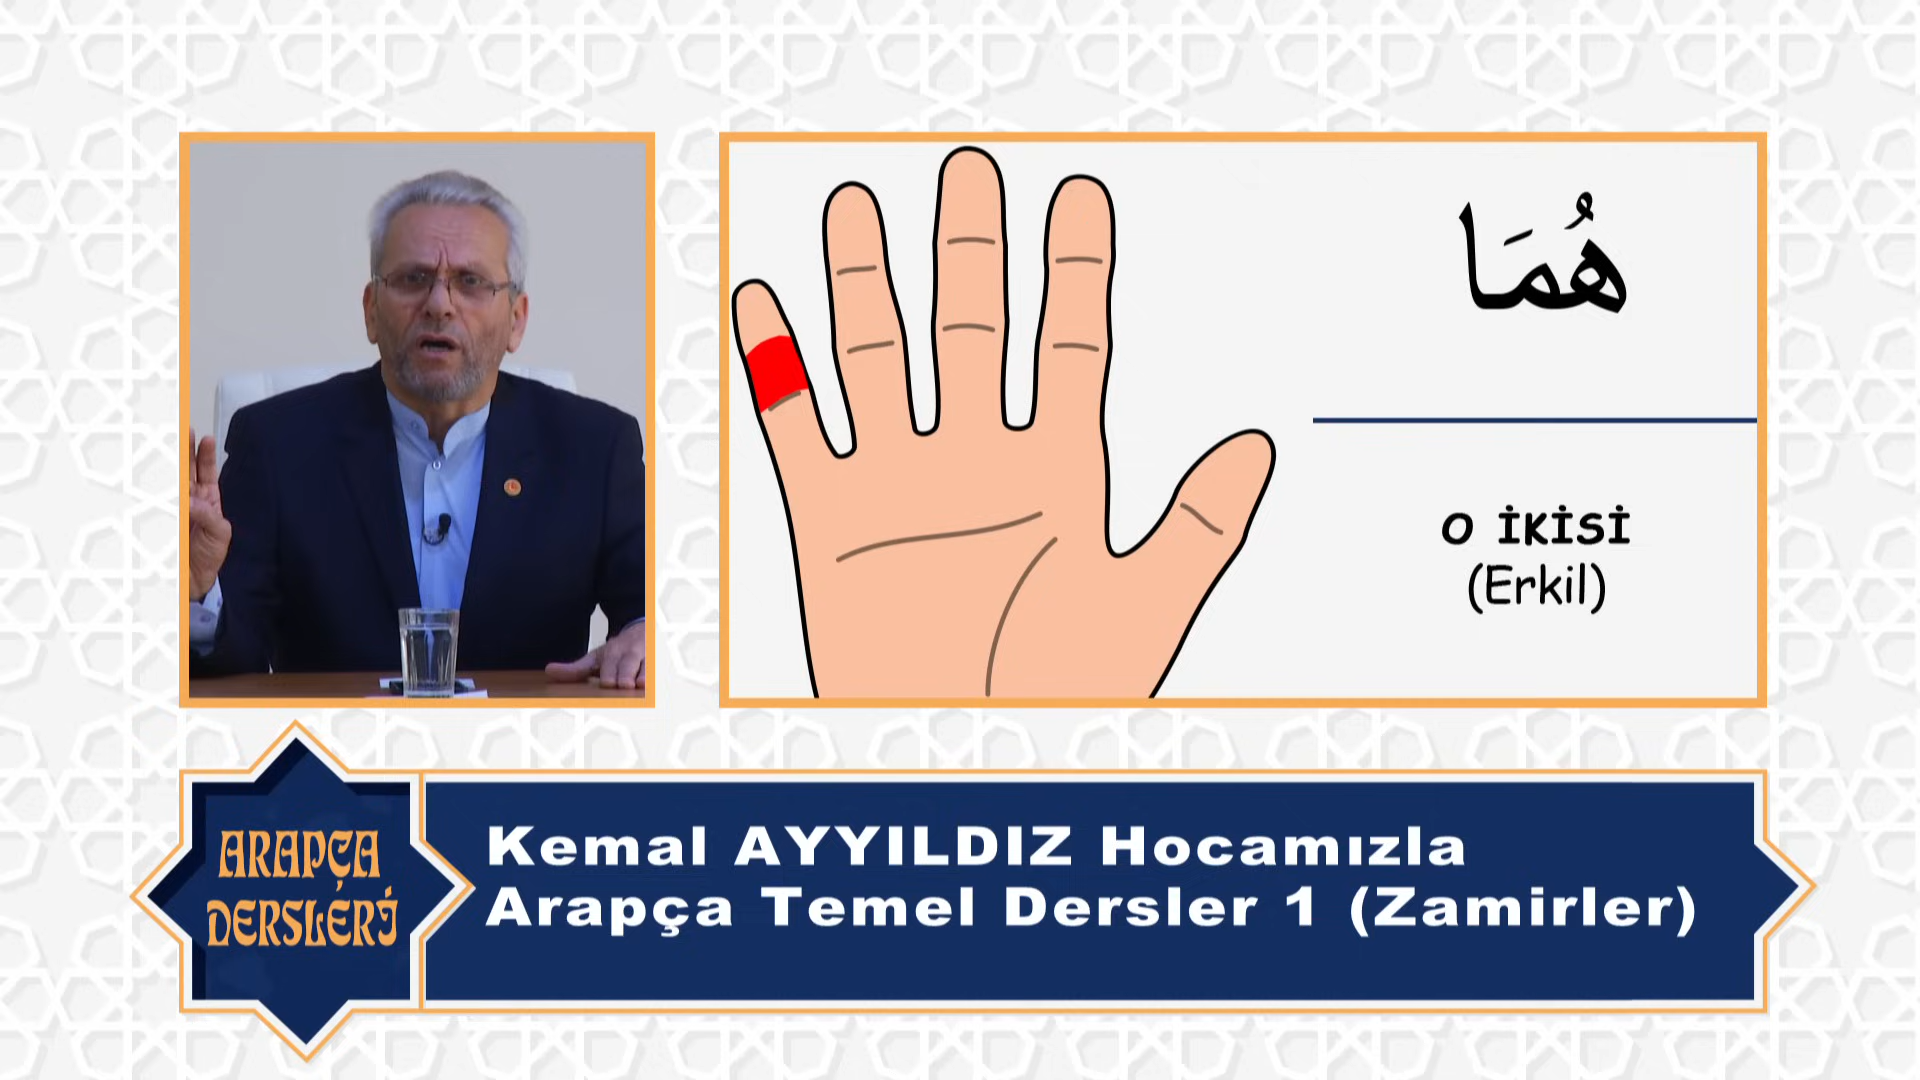 هُمَا
O İKİSİ
(Erkil)
ARAPÇA
DERSLERİ
Kemal AYYILDIZ Hocamızla
Arapça Temel Dersler 1 (Zamirler)